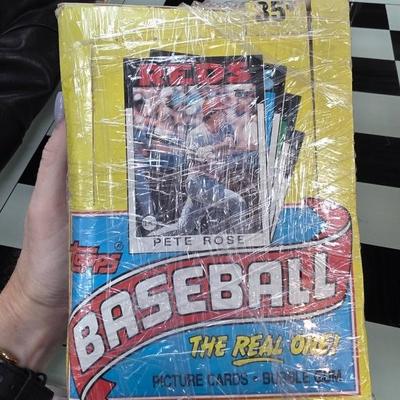 35¢
REDS
PETE ROSE
topps
BASEBALL
THE REAL ONE!
PICTURE CARDS • BUBBLE GUM